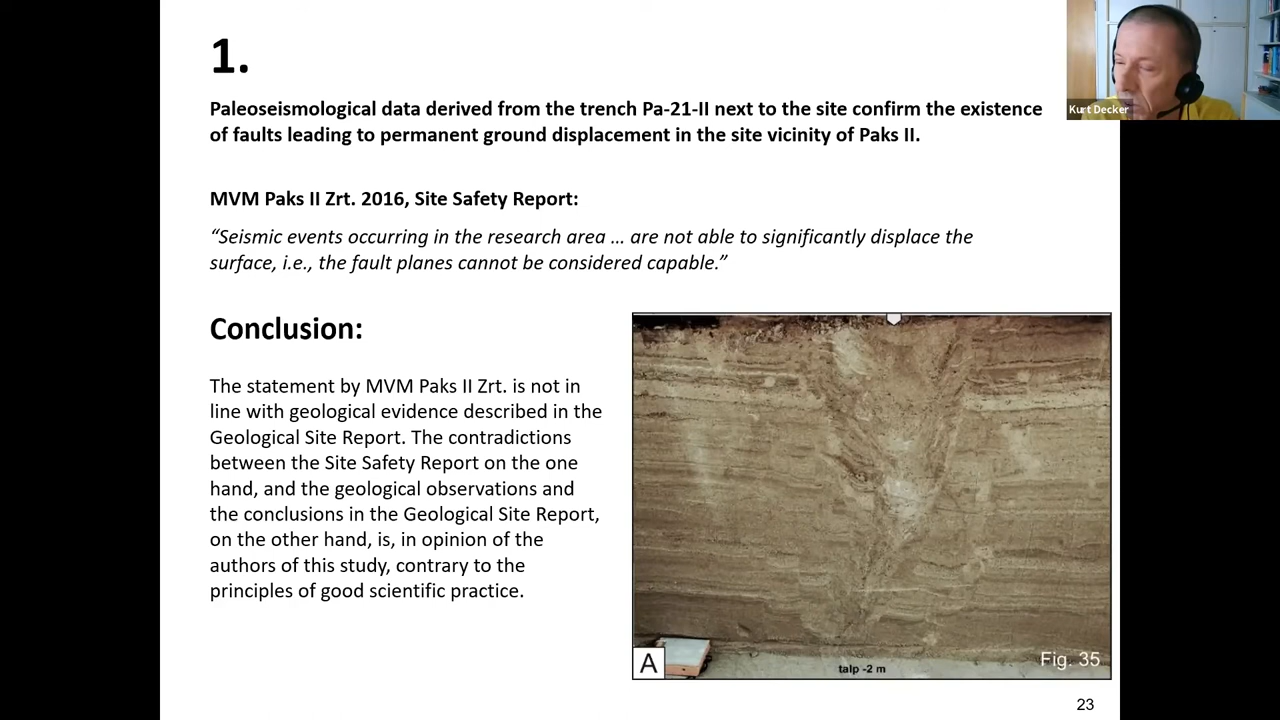 1.
Paleoseismological data derived from the trench Pa-21-II next to the site confirm the existence
of faults leading to permanent ground displacement in the site vicinity of Paks II.
MVM Paks II Zrt. 2016, Site Safety Report:
“Seismic events occurring in the research area … are not able to significantly displace the
surface, i.e., the fault planes cannot be considered capable.”
Conclusion:
The statement by MVM Paks II Zrt. is not in
line with geological evidence described in the
Geological Site Report. The contradictions
between the Site Safety Report on the one
hand, and the geological observations and
the conclusions in the Geological Site Report,
on the other hand, is, in opinion of the
authors of this study, contrary to the
principles of good scientific practice.
A
talp -2 m
Fig. 35
23
Kurt Decker